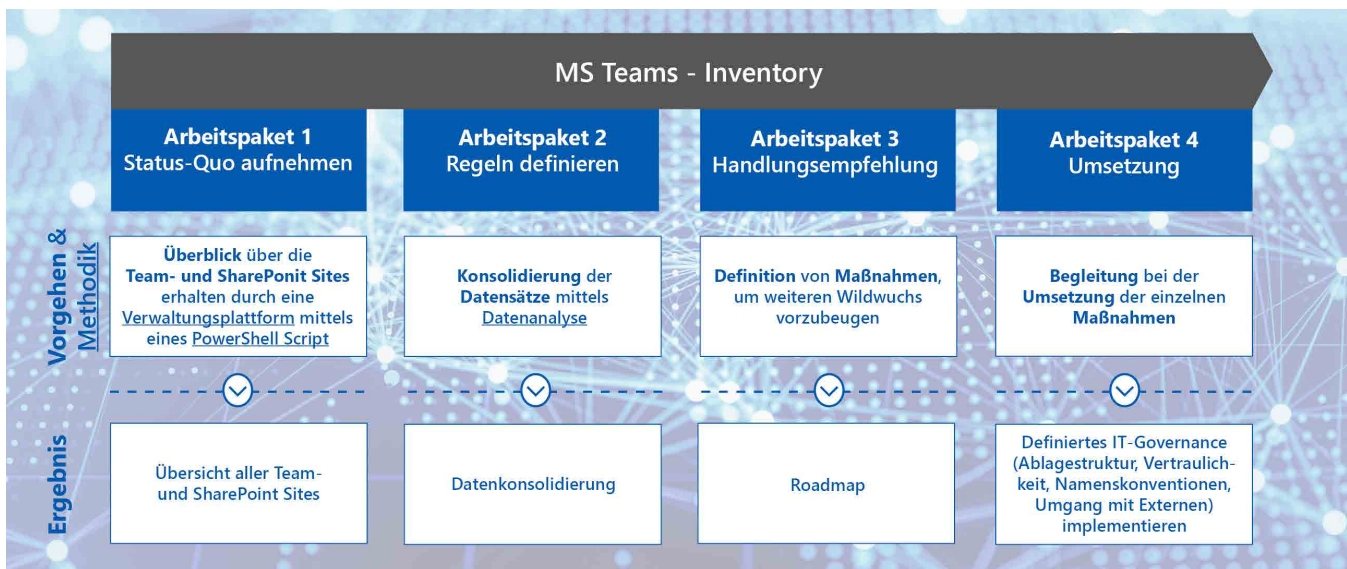 MS Teams - Inventory
Arbeitspaket 1
Status-Quo aufnehmen
Arbeitspaket 2
Regeln definieren
Arbeitspaket 3
Handlungsempfehlung
Arbeitspaket 4
Umsetzung
Vorgehen &
Methodik
Überblick über die
Team- und SharePonit Sites
erhalten durch eine
Verwaltungsplattform mittels
eines PowerShell Script
Konsolidierung der
Datensätze mittels
Datenanalyse
Definition von Maßnahmen,
um weiteren Wildwuchs
vorzubeugen
Begleitung bei der
Umsetzung der einzelnen
Maßnahmen
Ergebnis
Übersicht aller Team-
und SharePoint Sites
Datenkonsolidierung
Roadmap
Definiertes IT-Governance
(Ablagestruktur, Vertraulich-
keit, Namenskonventionen,
Umgang mit Externen)
implementieren